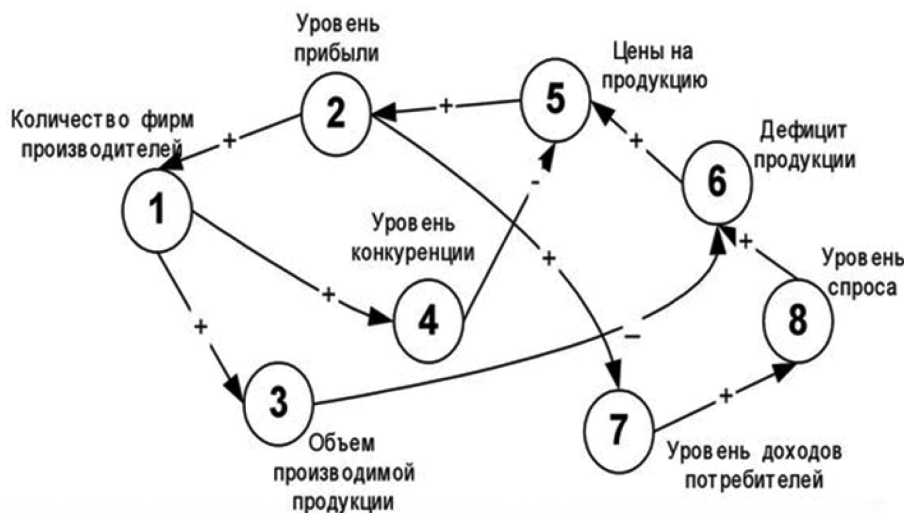 Уровень
прибыли
2
+
5
Цены на
продукцию
Количество фирм
производителей
+
+
Дефицит
продукции
6
1
-
Уровень
конкуренции
+
+
Уровень
спроса
+
4
8
+
–
3
+
7
Объем
производимой
продукции
Уровень доходов
потребителей